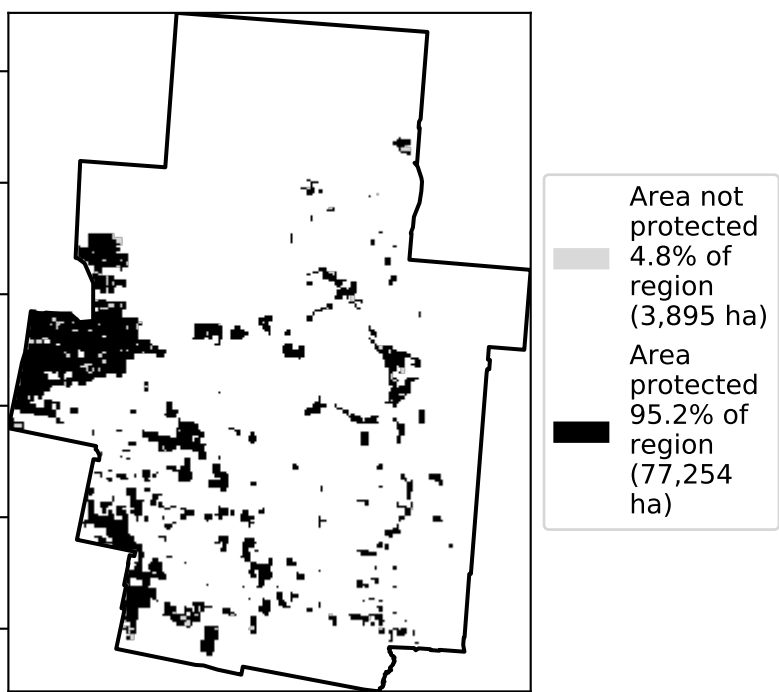 Area not
protected
4.8% of
region
(3,895 ha)
Area
protected
95.2% of
region
(77,254
ha)